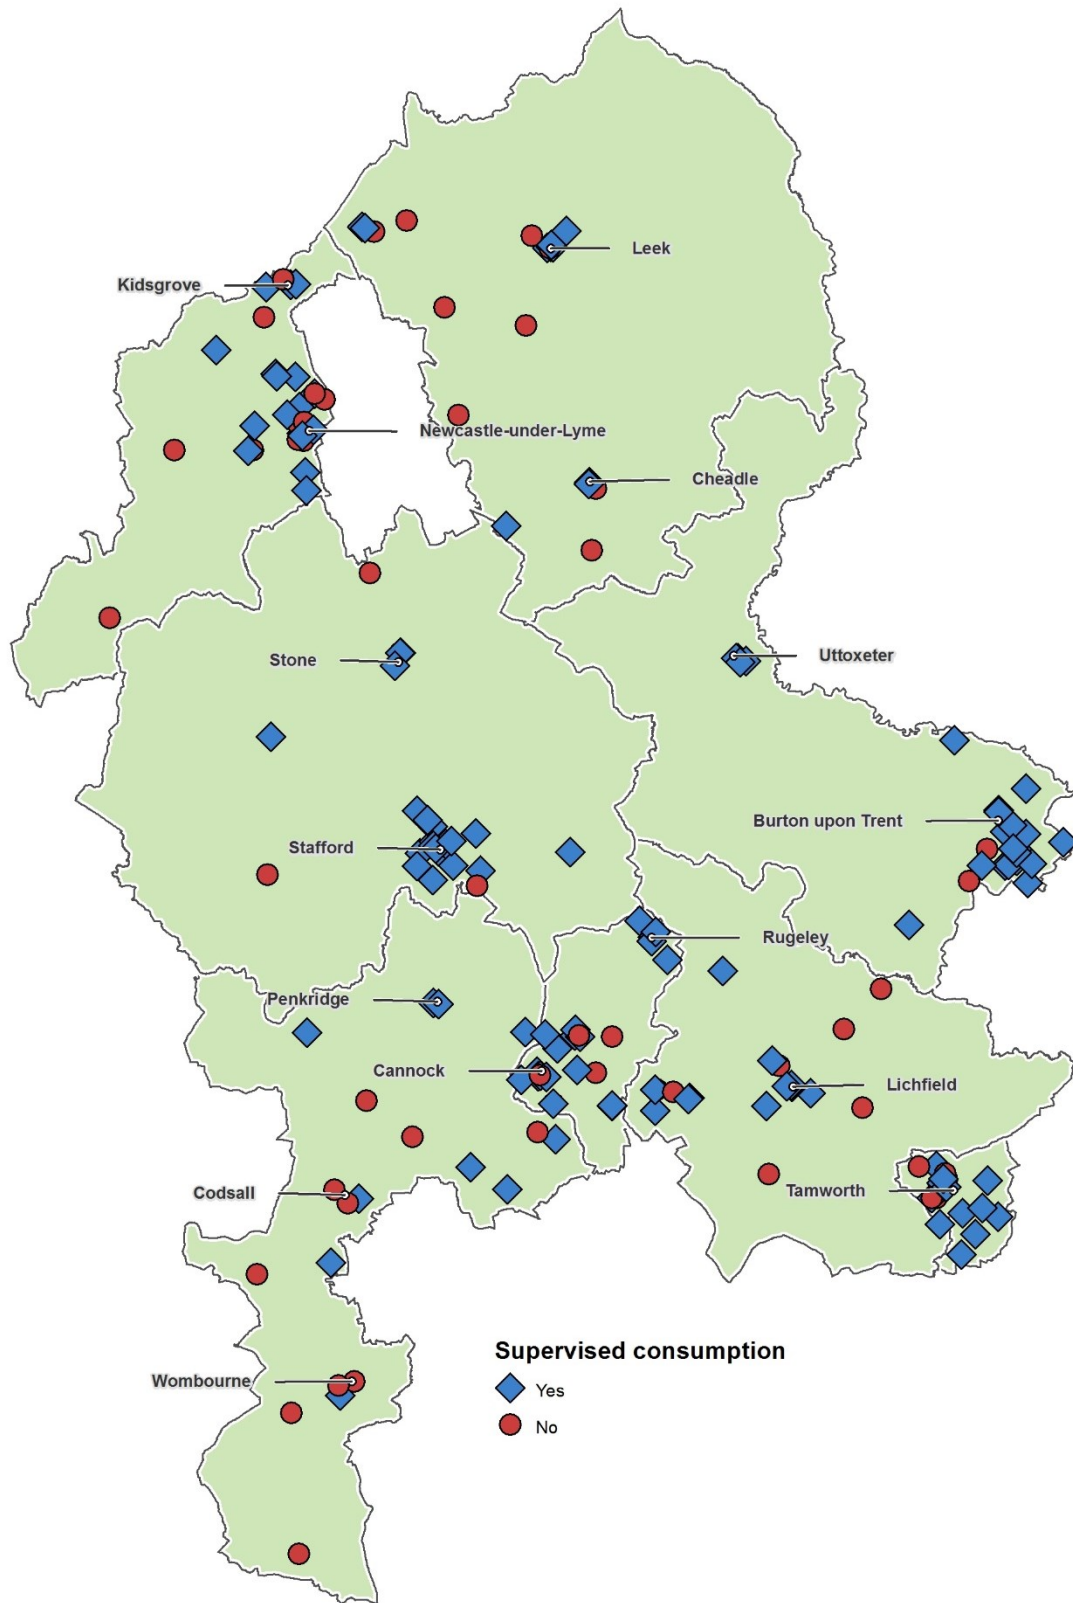 Leek
Kidsgrove
Newcastle-under-Lyme
Cheadle
Stone
Uttoxeter
Burton upon Trent
Stafford
Rugeley
Penkridge
Cannock
Lichfield
Codsall
Tamworth
Supervised consumption
Wombourne
Yes
No